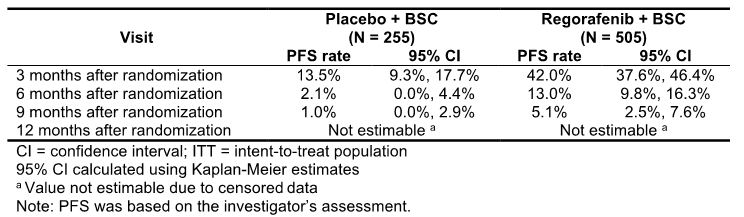 Visit Placebo + BSC (N = 255) Regorafenib + BSC (N = 505)
PFS rate 95% CI PFS rate 95% CI
3 months after randomization 13.5% 9.3%, 17.7% 42.0% 37.6%, 46.4%
6 months after randomization 2.1% 0.0%, 4.4% 13.0% 9.8%, 16.3%
9 months after randomization 1.0% 0.0%, 2.9% 5.1% 2.5%, 7.6%
12 months after randomization Not estimable a Not estimable a
CI = confidence interval; ITT = intent-to-treat population
95% CI calculated using Kaplan-Meier estimates
a Value not estimable due to censored data
Note: PFS was based on the investigator's assessment.